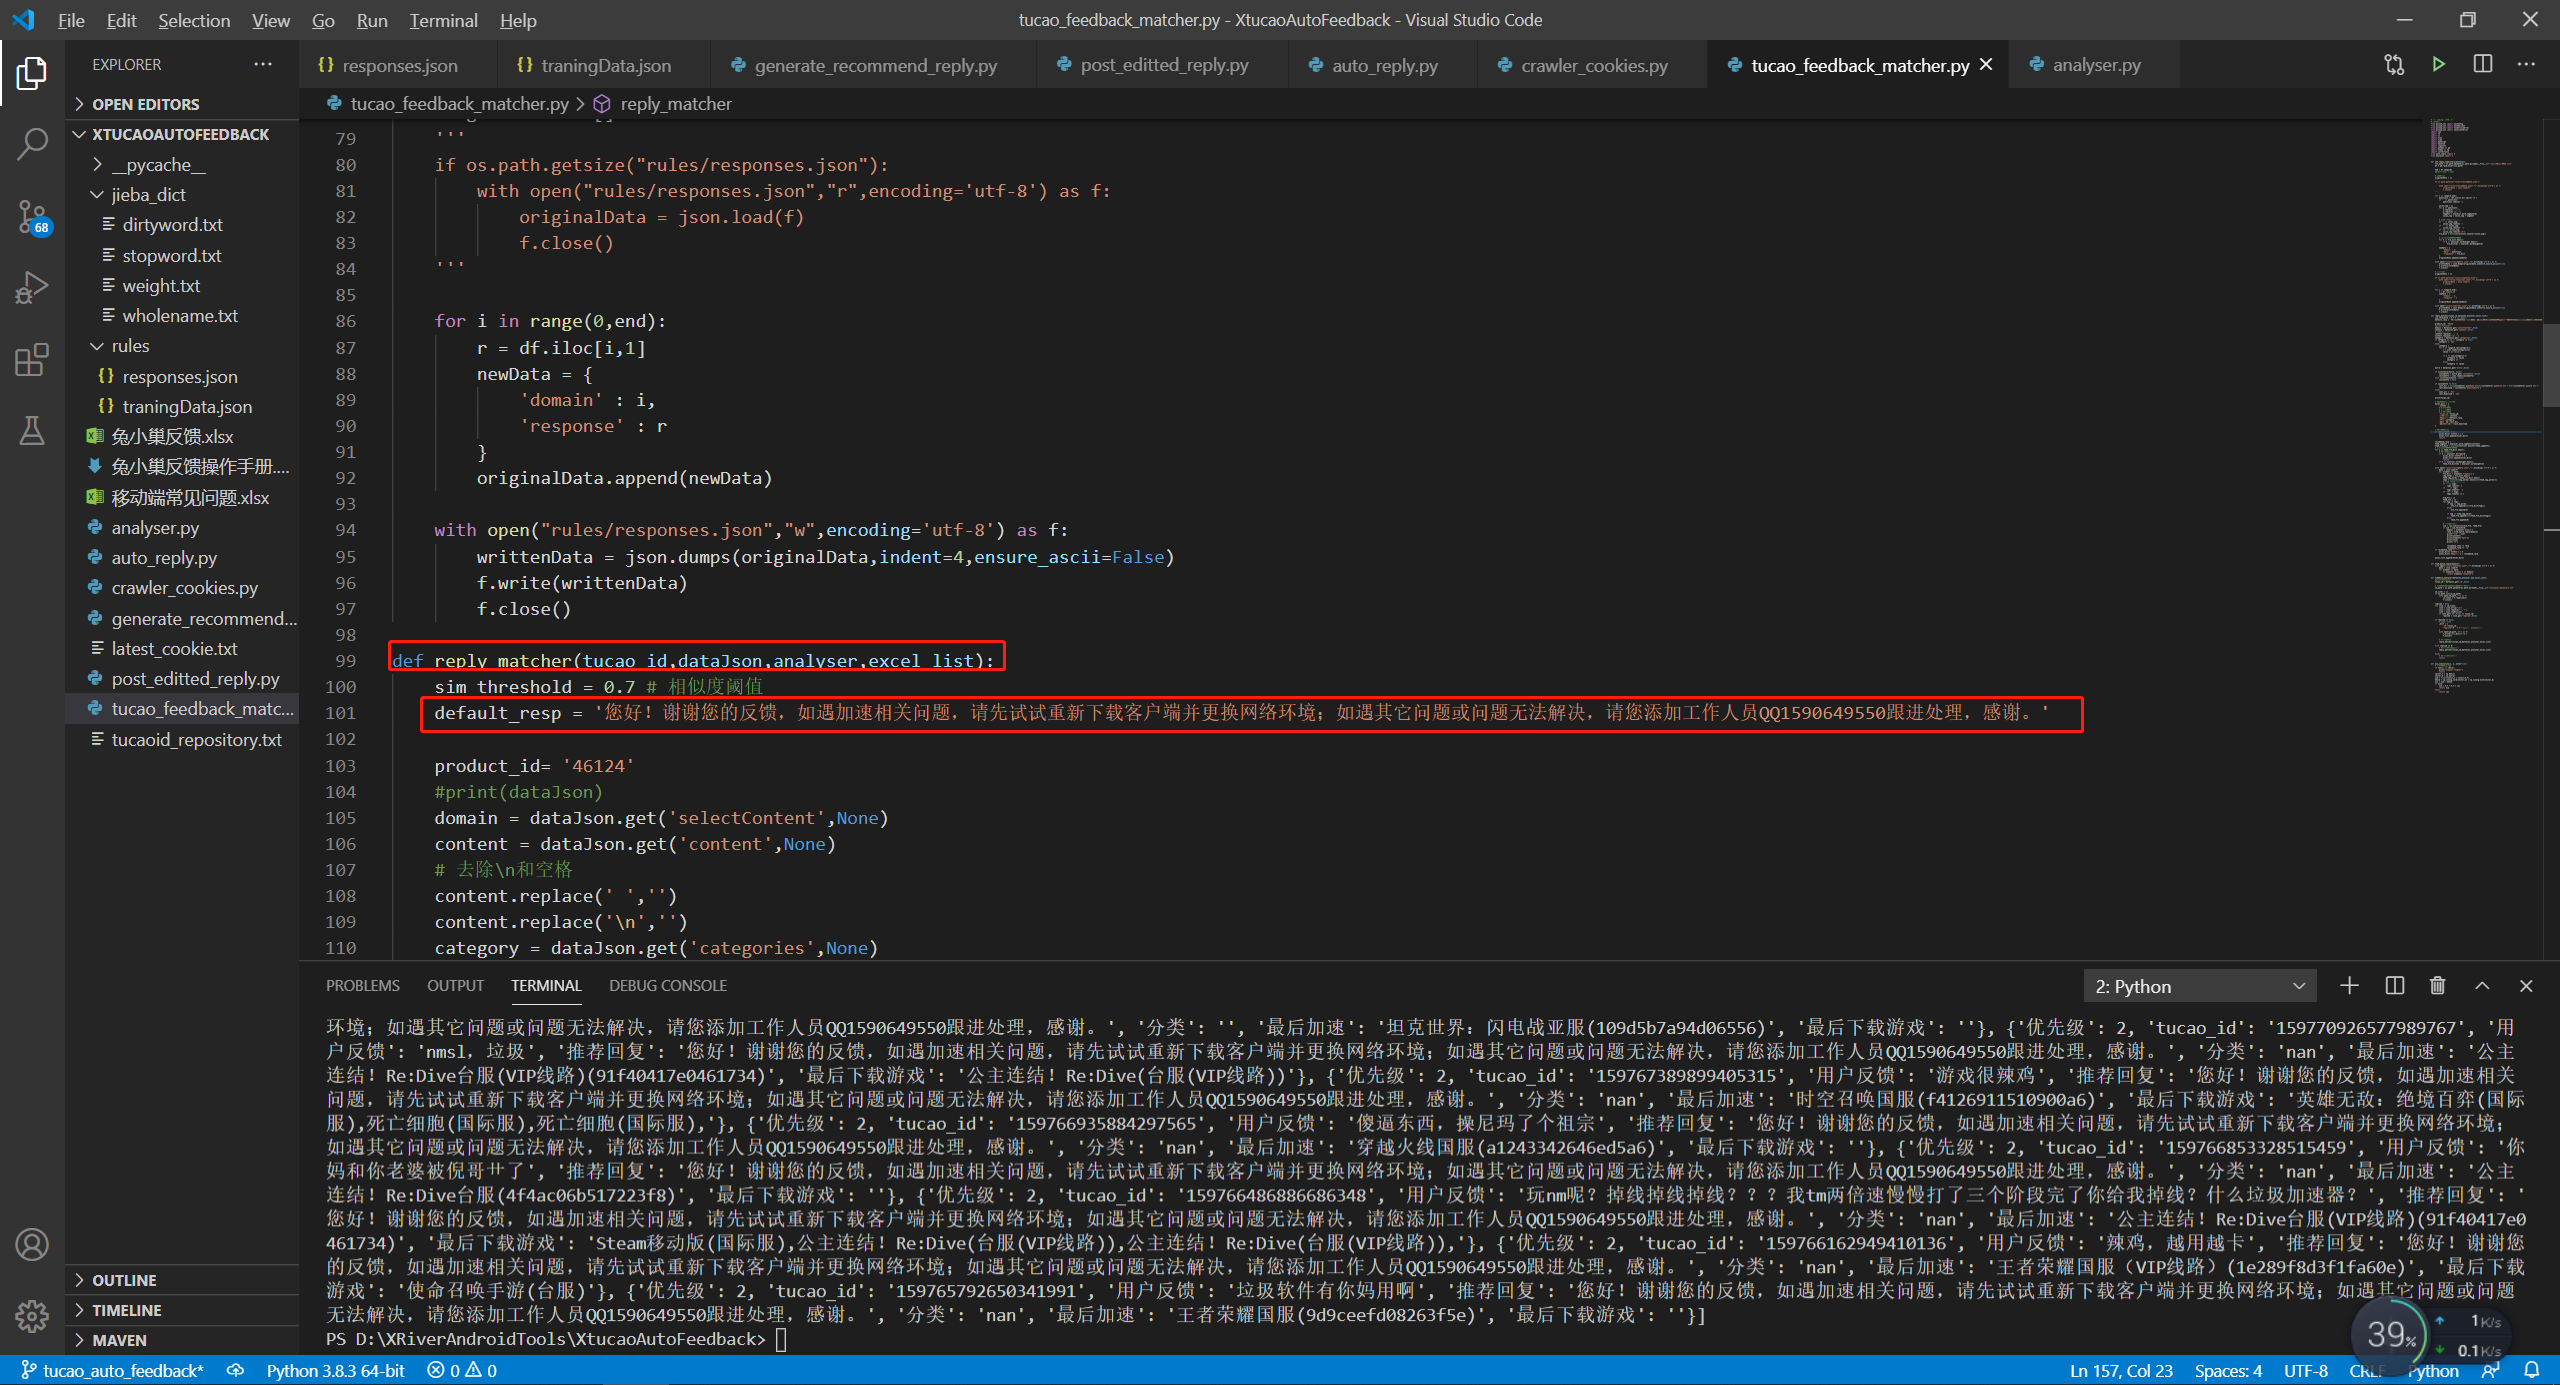 File Edit Selection View Go Run Terminal Help
tucao_feedback_matcher.py - XtucaoAutoFeedback - Visual Studio Code
EXPLORER ···
OPEN EDITORS
XTUCAOAUTOFEEDBACK
__pycache__
jieba_dict
dirtyword.txt
stopword.txt
weight.txt
wholename.txt
rules
{} responses.json
{} traningData.json
兔小巢反馈.xlsx
兔小巢反馈操作手册....
移动端常见问题.xlsx
analyser.py
auto_reply.py
crawler_cookies.py
generate_recommend...
latest_cookie.txt
post_editted_reply.py
tucao_feedback_matc...
tucaoid_repository.txt
OUTLINE
TIMELINE
MAVEN
68
{} responses.json {} traningData.json generate_recommend_reply.py post_editted_reply.py auto_reply.py crawler_cookies.py tucao_feedback_matcher.py analyser.py
tucao_feedback_matcher.py > reply_matcher
79 '''
80 if os.path.getsize("rules/responses.json"):
81 with open("rules/responses.json","r",encoding='utf-8') as f:
82 originalData = json.load(f)
83 f.close()
84 '''
85
86 for i in range(0,end):
87 r = df.iloc[i,1]
88 newData = {
89 'domain' : i,
90 'response' : r
91 }
92 originalData.append(newData)
93
94 with open("rules/responses.json","w",encoding='utf-8') as f:
95 writtenData = json.dumps(originalData,indent=4,ensure_ascii=False)
96 f.write(writtenData)
97 f.close()
98
99 def reply_matcher(tucao_id,dataJson,analyser,excel_list):
100 sim_threshold = 0.7 # 相似度阈值
101 default_resp = '您好！谢谢您的反馈，如遇加速相关问题，请先试试重新下载客户端并更换网络环境；如遇其它问题或问题无法解决，请您添加工作人员QQ1590649550跟进处理，感谢。'
102
103 product_id= '46124'
104 #print(dataJson)
105 domain = dataJson.get('selectContent',None)
106 content = dataJson.get('content',None)
107 # 去除\n和空格
108 content.replace(' ','')
109 content.replace('\n','')
110 category = dataJson.get('categories',None)
PROBLEMS OUTPUT TERMINAL DEBUG CONSOLE
2: Python
环境；如遇其它问题或问题无法解决，请您添加工作人员QQ1590649550跟进处理，感谢。', '分类': '', '最后加速': '坦克世界: 闪电战亚服(109d5b7a94d06556)', '最后下载游戏': ''}, {'优先级': 2, 'tucao_id': '159770926577989767', '用
户反馈': 'nmsl，垃圾', '推荐回复': '您好！谢谢您的反馈，如遇加速相关问题，请先试试重新下载客户端并更换网络环境；如遇其它问题或问题无法解决，请您添加工作人员QQ1590649550跟进处理，感谢。', '分类': 'nan', '最后加速': '公主
连结！Re:Dive台服(VIP线路)(91f40417e0461734)', '最后下载游戏': '公主连结！Re:Dive(台服(VIP线路))'}, {'优先级': 2, 'tucao_id': '159767389899405315', '用户反馈': '游戏很辣鸡', '推荐回复': '您好！谢谢您的反馈，如遇加速相关
问题，请先试试重新下载客户端并更换网络环境；如遇其它问题或问题无法解决，请您添加工作人员QQ1590649550跟进处理，感谢。', '分类': 'nan', '最后加速': '时空召唤国服(f4126911510900a6)', '最后下载游戏': '英雄无敌: 绝境百弈(国际
服),死亡细胞(国际服),死亡细胞(国际服),'}, {'优先级': 2, 'tucao_id': '159766935884297565', '用户反馈': '傻逼东西，操尼玛了个祖宗', '推荐回复': '您好！谢谢您的反馈，如遇加速相关问题，请先试试重新下载客户端并更换网络环境；
如遇其它问题或问题无法解决，请您添加工作人员QQ1590649550跟进处理，感谢。', '分类': 'nan', '最后加速': '穿越火线国服(a1243342646ed5a6)', '最后下载游戏': ''}, {'优先级': 2, 'tucao_id': '159766853328515459', '用户反馈': '你
妈和你老婆被倪哥艹了', '推荐回复': '您好！谢谢您的反馈，如遇加速相关问题，请先试试重新下载客户端并更换网络环境；如遇其它问题或问题无法解决，请您添加工作人员QQ1590649550跟进处理，感谢。', '分类': 'nan', '最后加速': '公主
连结！Re:Dive台服(4f4ac06b517223f8)', '最后下载游戏': ''}, {'优先级': 2, 'tucao_id': '159766486886686348', '用户反馈': '玩nm呢？掉线掉线掉线？？？我tm两倍速慢慢打了三个阶段完了你给我掉线？什么垃圾加速器？', '推荐回复': '
您好！谢谢您的反馈，如遇加速相关问题，请先试试重新下载客户端并更换网络环境；如遇其它问题或问题无法解决，请您添加工作人员QQ1590649550跟进处理，感谢。', '分类': 'nan', '最后加速': '公主连结！Re:Dive台服(VIP线路)(91f40417e0
461734)', '最后下载游戏': 'Steam移动版(国际服),公主连结！Re:Dive(台服(VIP线路)),公主连结！Re:Dive(台服(VIP线路)),'}, {'优先级': 2, 'tucao_id': '159766162949410136', '用户反馈': '辣鸡，越用越卡', '推荐回复': '您好！谢谢您
的反馈，如遇加速相关问题，请先试试重新下载客户端并更换网络环境；如遇其它问题或问题无法解决，请您添加工作人员QQ1590649550跟进处理，感谢。', '分类': 'nan', '最后加速': '王者荣耀国服（VIP线路）(1e289f8d3f1fa60e)', '最后下载
游戏': '使命召唤手游(台服)'}, {'优先级': 2, 'tucao_id': '159765792650341991', '用户反馈': '垃圾软件有你妈用啊', '推荐回复': '您好！谢谢您的反馈，如遇加速相关问题，请先试试重新下载客户端并更换网络环境；如遇其它问题或问题
无法解决，请您添加工作人员QQ1590649550跟进处理，感谢。', '分类': 'nan', '最后加速': '王者荣耀国服(9d9ceefd08263f5e)', '最后下载游戏': ''}]
PS D:\XRiverAndroidTools\XtucaoAutoFeedback>
39% 1K/s
0.1K/s
tucao_auto_feedback* Python 3.8.3 64-bit 0 0 Ln 157, Col 23 Spaces: 4 UTF-8 CRLF Python